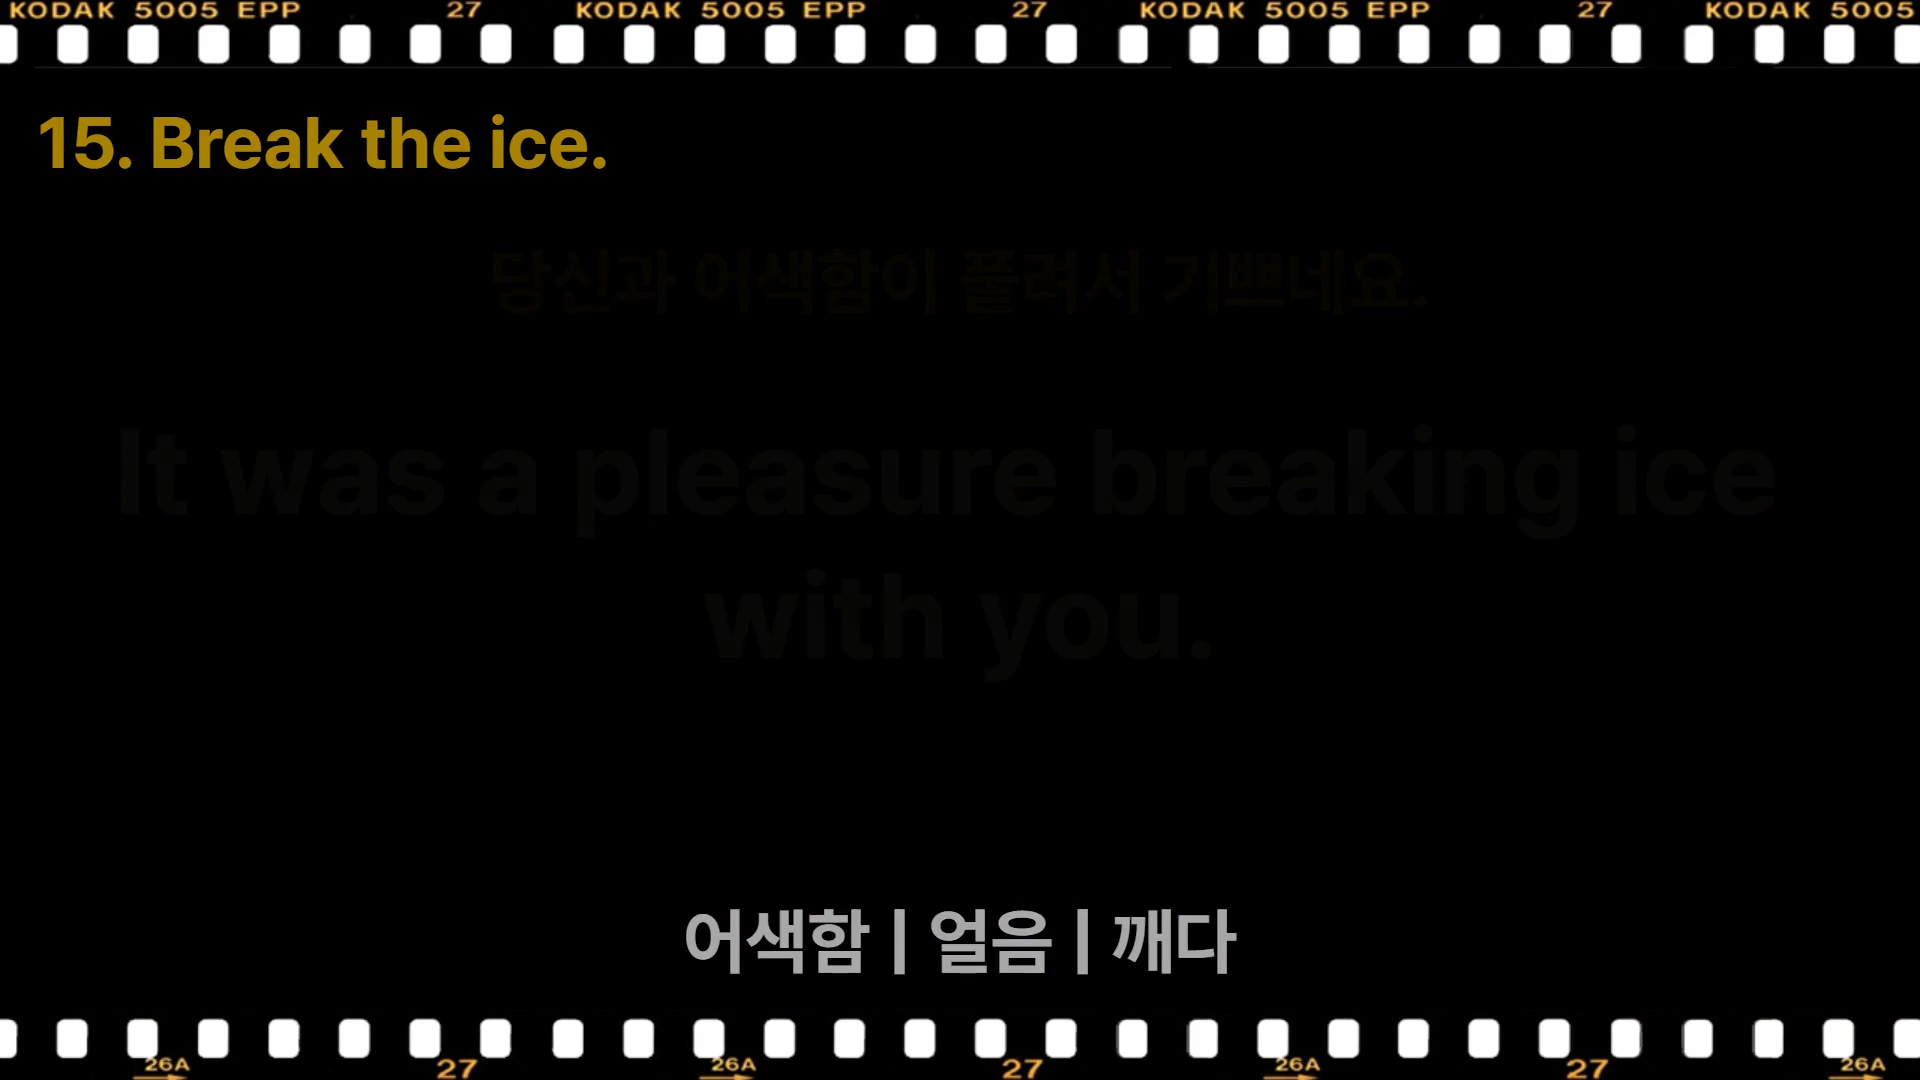 KODAK 5005 EPP 27 KODAK 5005 EPP 27 KODAK 5005 EPP 27 KODAK 5005
15. Break the ice.
당신과 어색함이 풀려서 기쁘네요.
It was a pleasure breaking ice
with you.
어색함 | 얼음 | 깨다
26A 27 26A 27 26A 27 26A